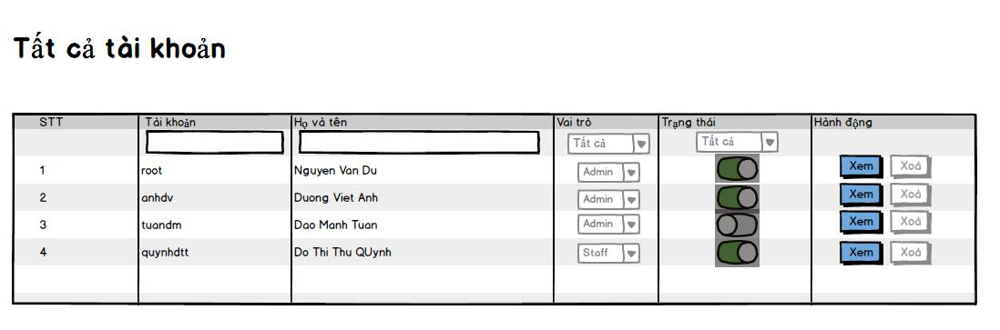 Tất cả tài khoản
STT Tài khoản Họ và tên Vai trò Trạng thái Hành động
Tất cả Tất cả
1 root Nguyen Van Du Admin Xem Xoá
2 anhdv Duong Viet Anh Admin Xem Xoá
3 tuandm Dao Manh Tuan Admin Xem Xoá
4 quynhdtt Do Thi Thu QUynh Staff Xem Xoá